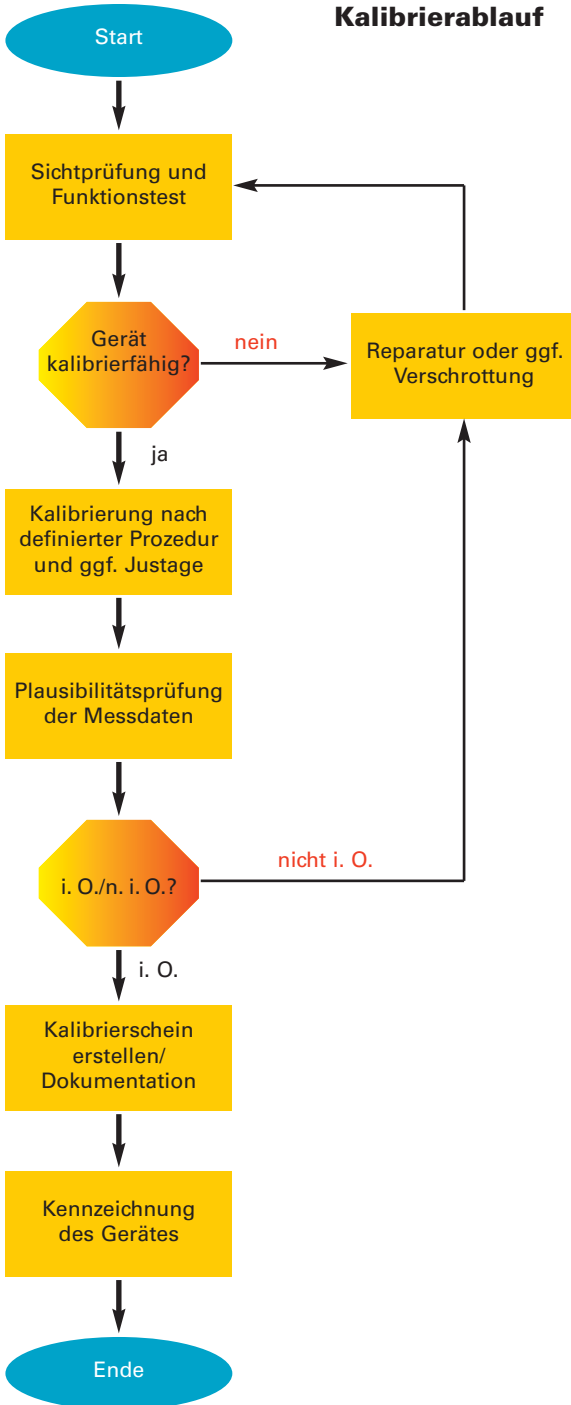 Kalibrierablauf
Start
Sichtprüfung und
Funktionstest
Gerät
kalibrierfähig?
nein
Reparatur oder ggf.
Verschrottung
ja
Kalibrierung nach
definierter Prozedur
und ggf. Justage
Plausibilitätsprüfung
der Messdaten
i. O./n. i. O.?
nicht i. O.
i. O.
Kalibrierschein
erstellen/
Dokumentation
Kennzeichnung
des Gerätes
Ende